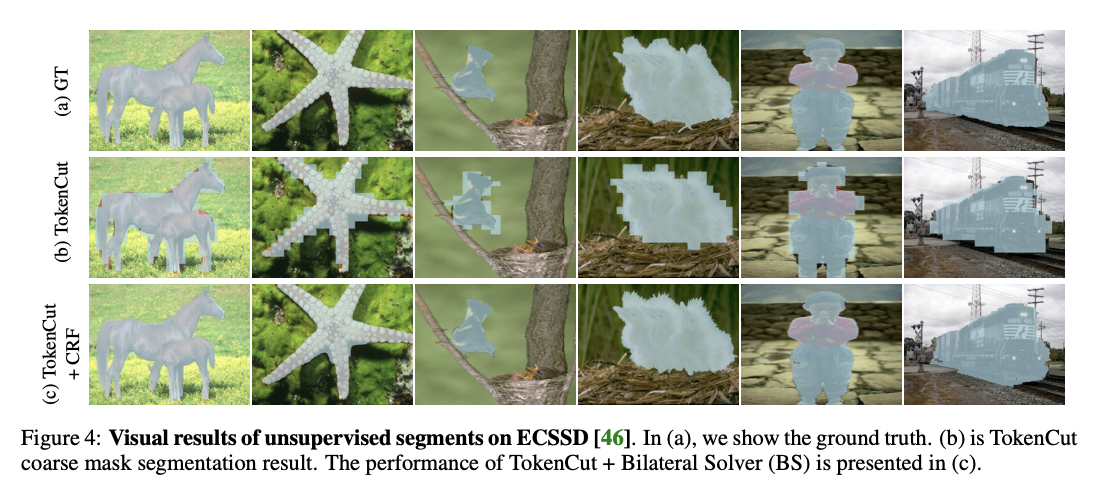 (a) GT
(b) TokenCut
(c) TokenCut
+ CRF
Figure 4: Visual results of unsupervised segments on ECSSD [46]. In (a), we show the ground truth. (b) is TokenCut
coarse mask segmentation result. The performance of TokenCut + Bilateral Solver (BS) is presented in (c).